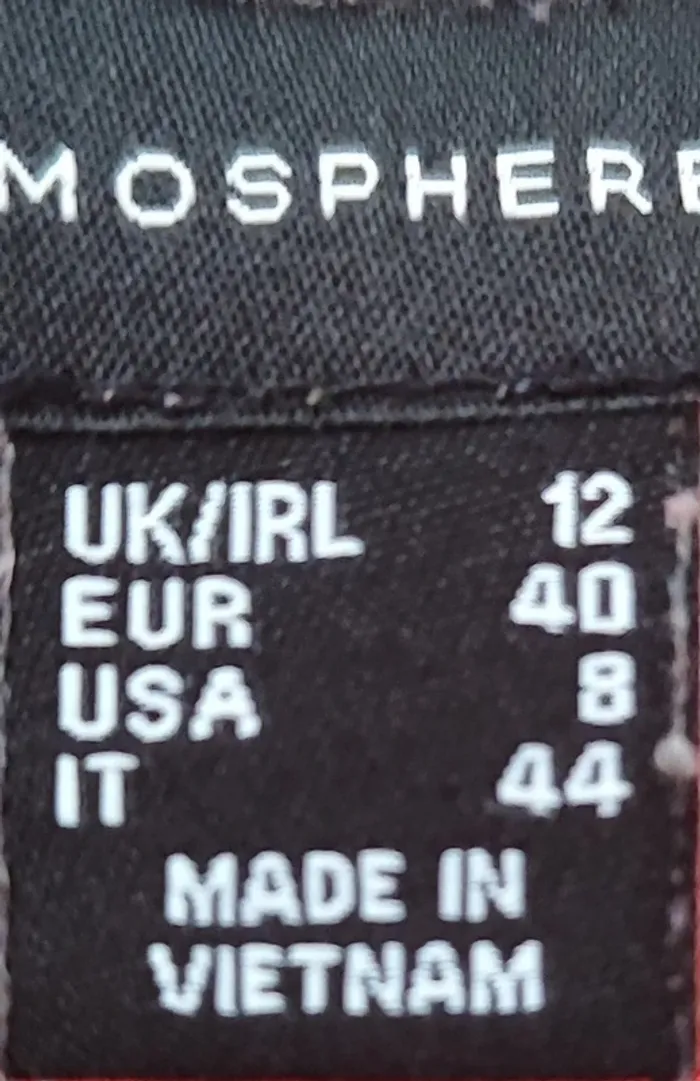 MOSPHERE
UK/IRL 12
EUR 40
USA 8
IT 44
MADE IN
VIETNAM